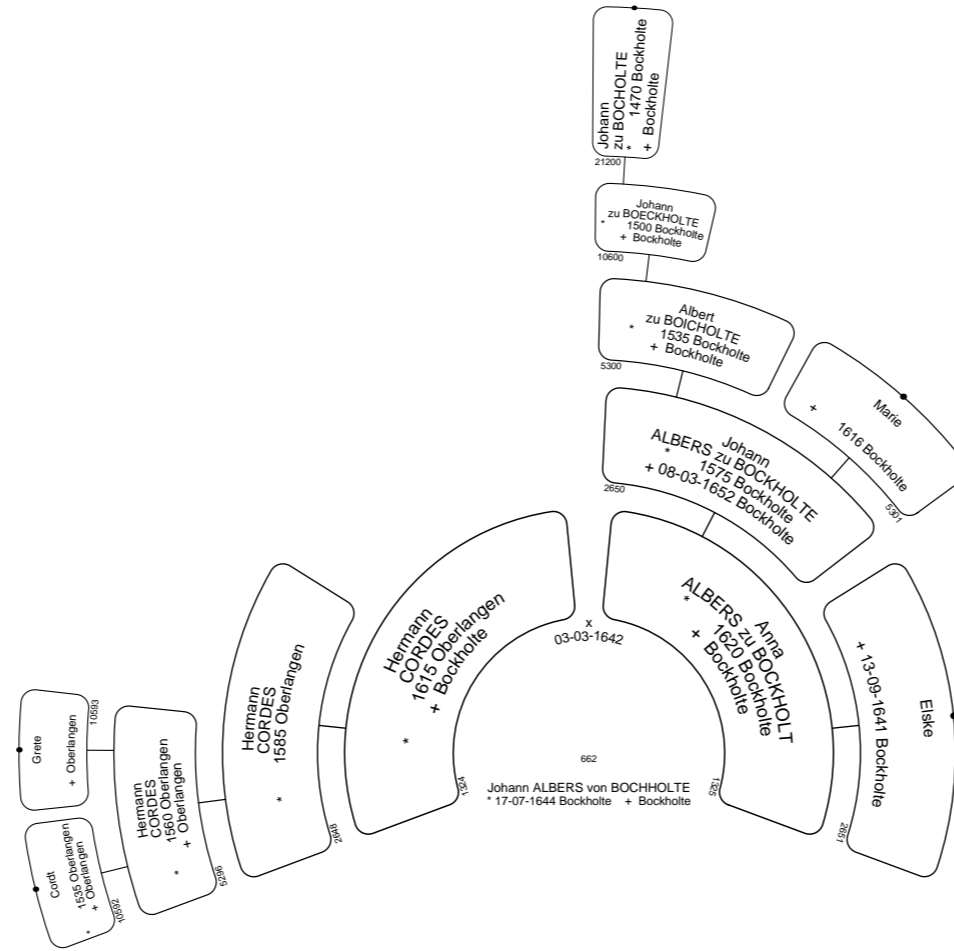 Johann
zu BOCHOLTE
* 1470 Bockholte
+ Bockholte
21200
Johann
zu BOECKHOLTE
* 1500 Bockholte
+ Bockholte
10600
Albert
zu BOICHOLTE
* 1535 Bockholte
+ Bockholte
5300
Marie
+ 1616 Bockholte
5301
Johann
ALBERS zu BOCKHOLTE
* 1575 Bockholte
+ 08-03-1652 Bockholte
2650
Elske
+ 13-09-1641 Bockholte
2651
Anna
ALBERS zu BOCKHOLT
* 1620 Bockholte
+ Bockholte
1325
x
03-03-1642
Hermann
CORDES
* 1615 Oberlangen
+ Bockholte
1324
Hermann
CORDES
* 1585 Oberlangen
2648
Hermann
CORDES
* 1560 Oberlangen
+ Oberlangen
5296
Grete
+ Oberlangen
10593
Cordt
* 1535 Oberlangen
+ Oberlangen
10592
662
Johann ALBERS von BOCHHOLTE
* 17-07-1644 Bockholte + Bockholte